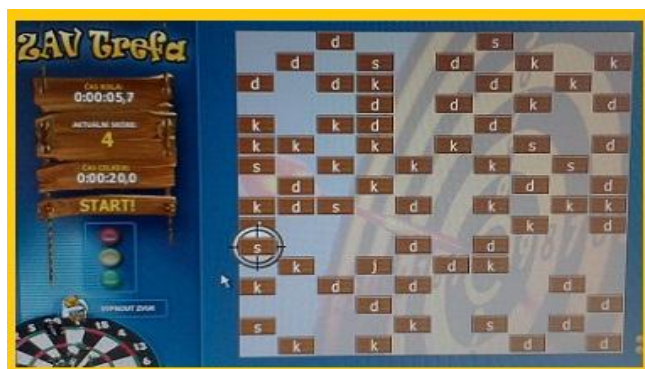 ZAV Trefa
ČAS KOLA:
0:00:05,7
AKTUÁLNÍ SKÓRE:
4
ČAS CELKEM:
0:00:20,0
START!
VYPNOUT ZVUK
d s
d s d k k
d d k d k
d d k d
k k d d
k k k k s d
s k k k s
d k d d
k d s d k k k
j k d
s d d
k j d k
k d d d
d d
s k s d
k k d d